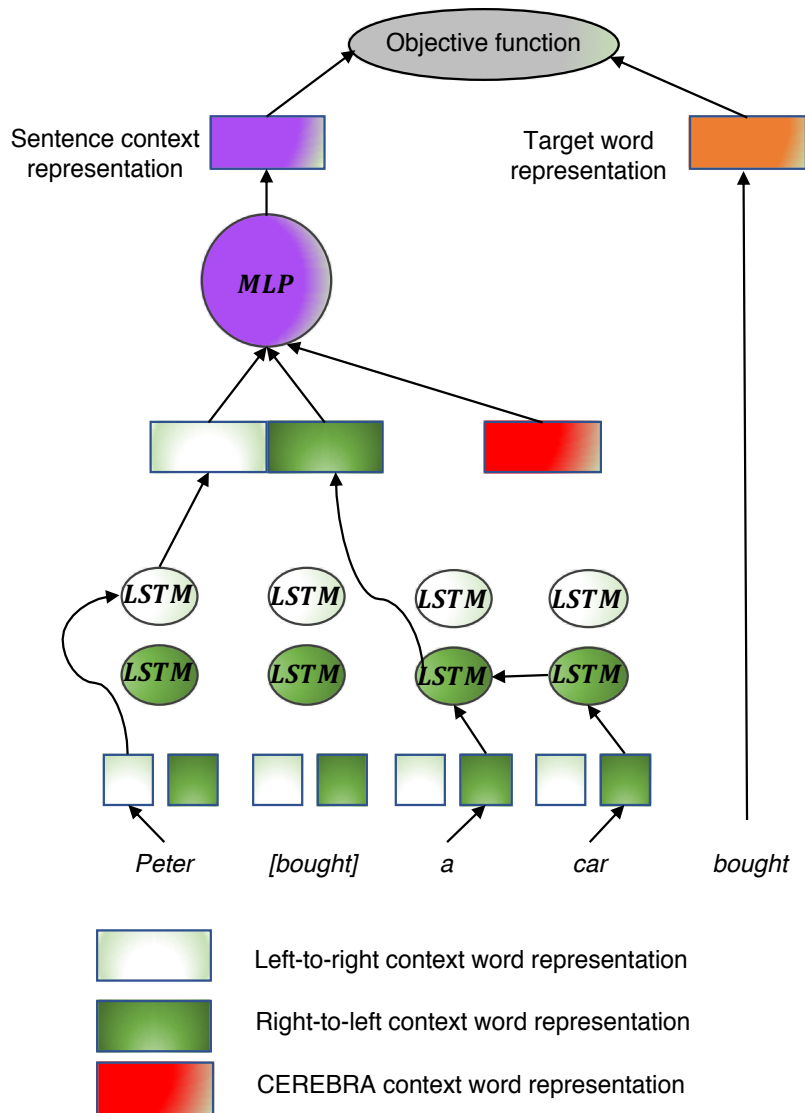 Objective function
Sentence context
representation
Target word
representation
MLP
LSTM LSTM LSTM LSTM
LSTM LSTM LSTM LSTM
Peter [bought] a car bought
Left-to-right context word representation
Right-to-left context word representation
CEREBRA context word representation